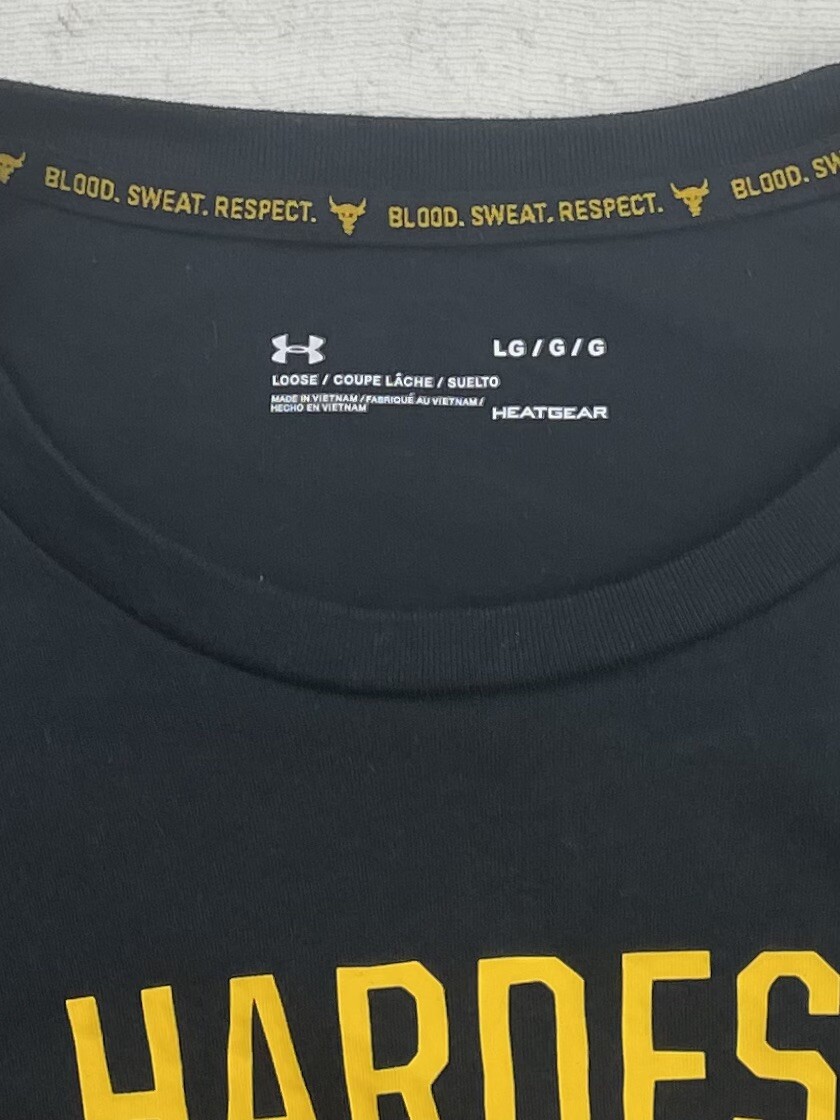 BLOOD. SWEAT. RESPECT. BLOOD. SWEAT. RESPECT. BLOOD. SW
LG / G / G
LOOSE / COUPE LÂCHE / SUELTO
MADE IN VIETNAM / FABRIQUÉ AU VIETNAM /
HECHO EN VIETNAM
HEATGEAR
HARDES